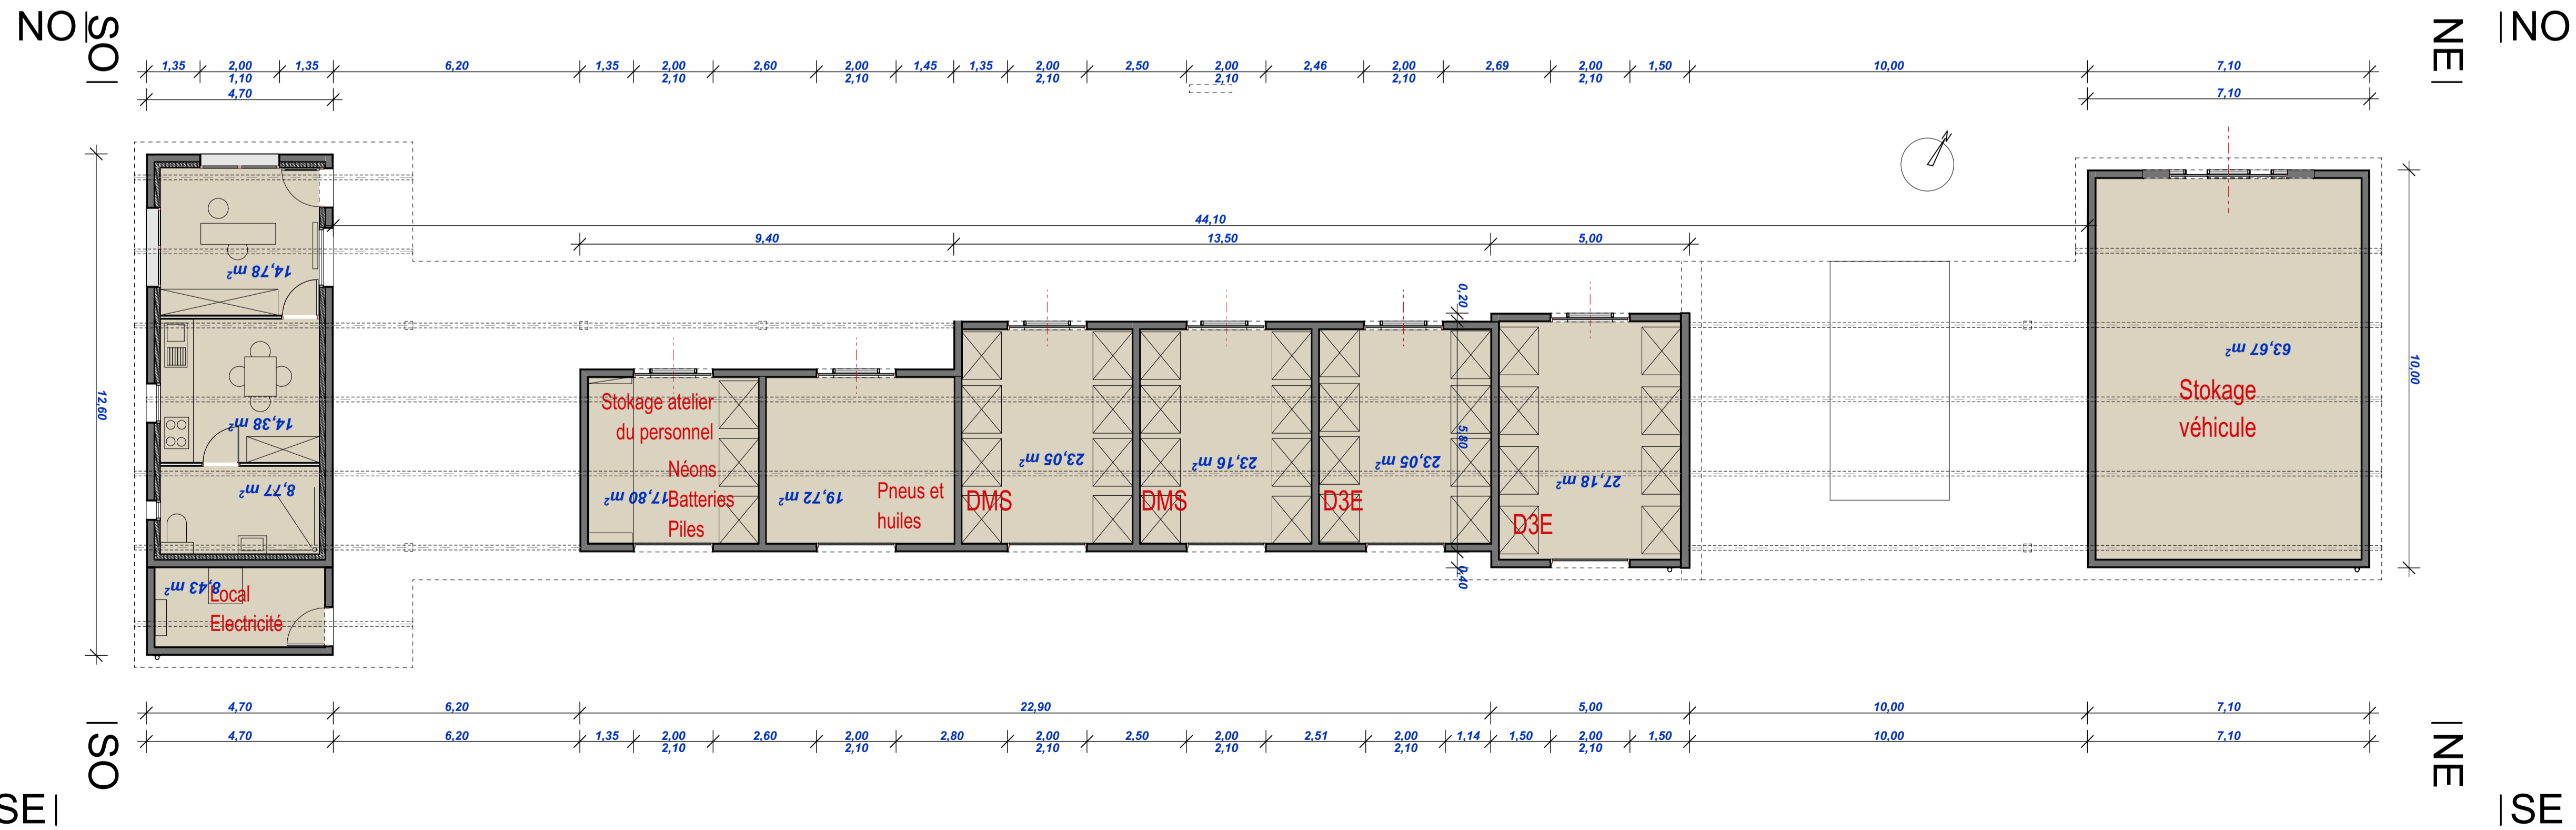 NO
SO
NE
NO
1,35
2,00
1,10
1,35
6,20
1,35
2,00
2,10
2,60
2,00
2,10
1,45
1,35
2,00
2,10
2,50
2,00
2,10
2,46
2,00
2,10
2,69
2,00
2,10
1,50
10,00
7,10
4,70
7,10
44,10
9,40
13,50
5,00
12,60
10,00
0,20
5,80
0,40
14,78 m²
14,38 m²
8,77 m²
8,43 m²
Local
Electricité
Stokage atelier
du personnel
Néons
Batteries
Piles
17,80 m²
19,72 m²
Pneus et
huiles
23,05 m²
DMS
23,16 m²
DMS
23,05 m²
D3E
27,18 m²
D3E
63,67 m²
Stokage
véhicule
4,70
6,20
22,90
5,00
10,00
7,10
4,70
6,20
1,35
2,00
2,10
2,60
2,00
2,10
2,80
2,00
2,10
2,50
2,00
2,10
2,51
2,00
2,10
1,14
1,50
2,00
2,10
1,50
10,00
7,10
SO
SE
NE
SE